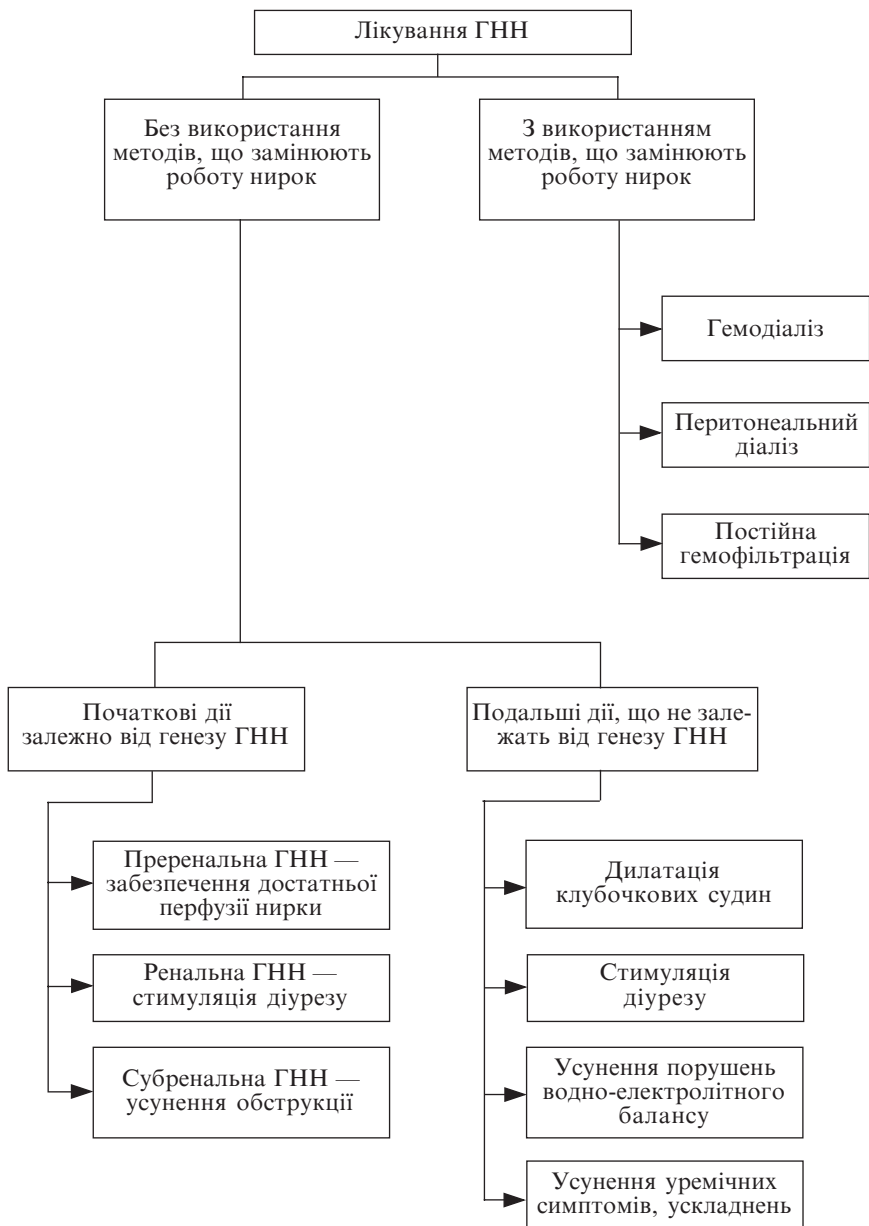 Лікування ГНН
Без використання
методів, що замінюють
роботу нирок
З використанням
методів, що замінюють
роботу нирок
Гемодіаліз
Перитонеальний
діаліз
Постійна
гемофільтрація
Початкові дії
залежно від генезу ГНН
Подальші дії, що не зале-
жать від генезу ГНН
Преренальна ГНН —
забезпечення достатньої
перфузії нирки
Ренальна ГНН —
стимуляція діурезу
Субренальна ГНН —
усунення обструкції
Дилатація
клубочкових судин
Стимуляція
діурезу
Усунення порушень
водно-електролітного
балансу
Усунення уремічних
симптомів, ускладнень